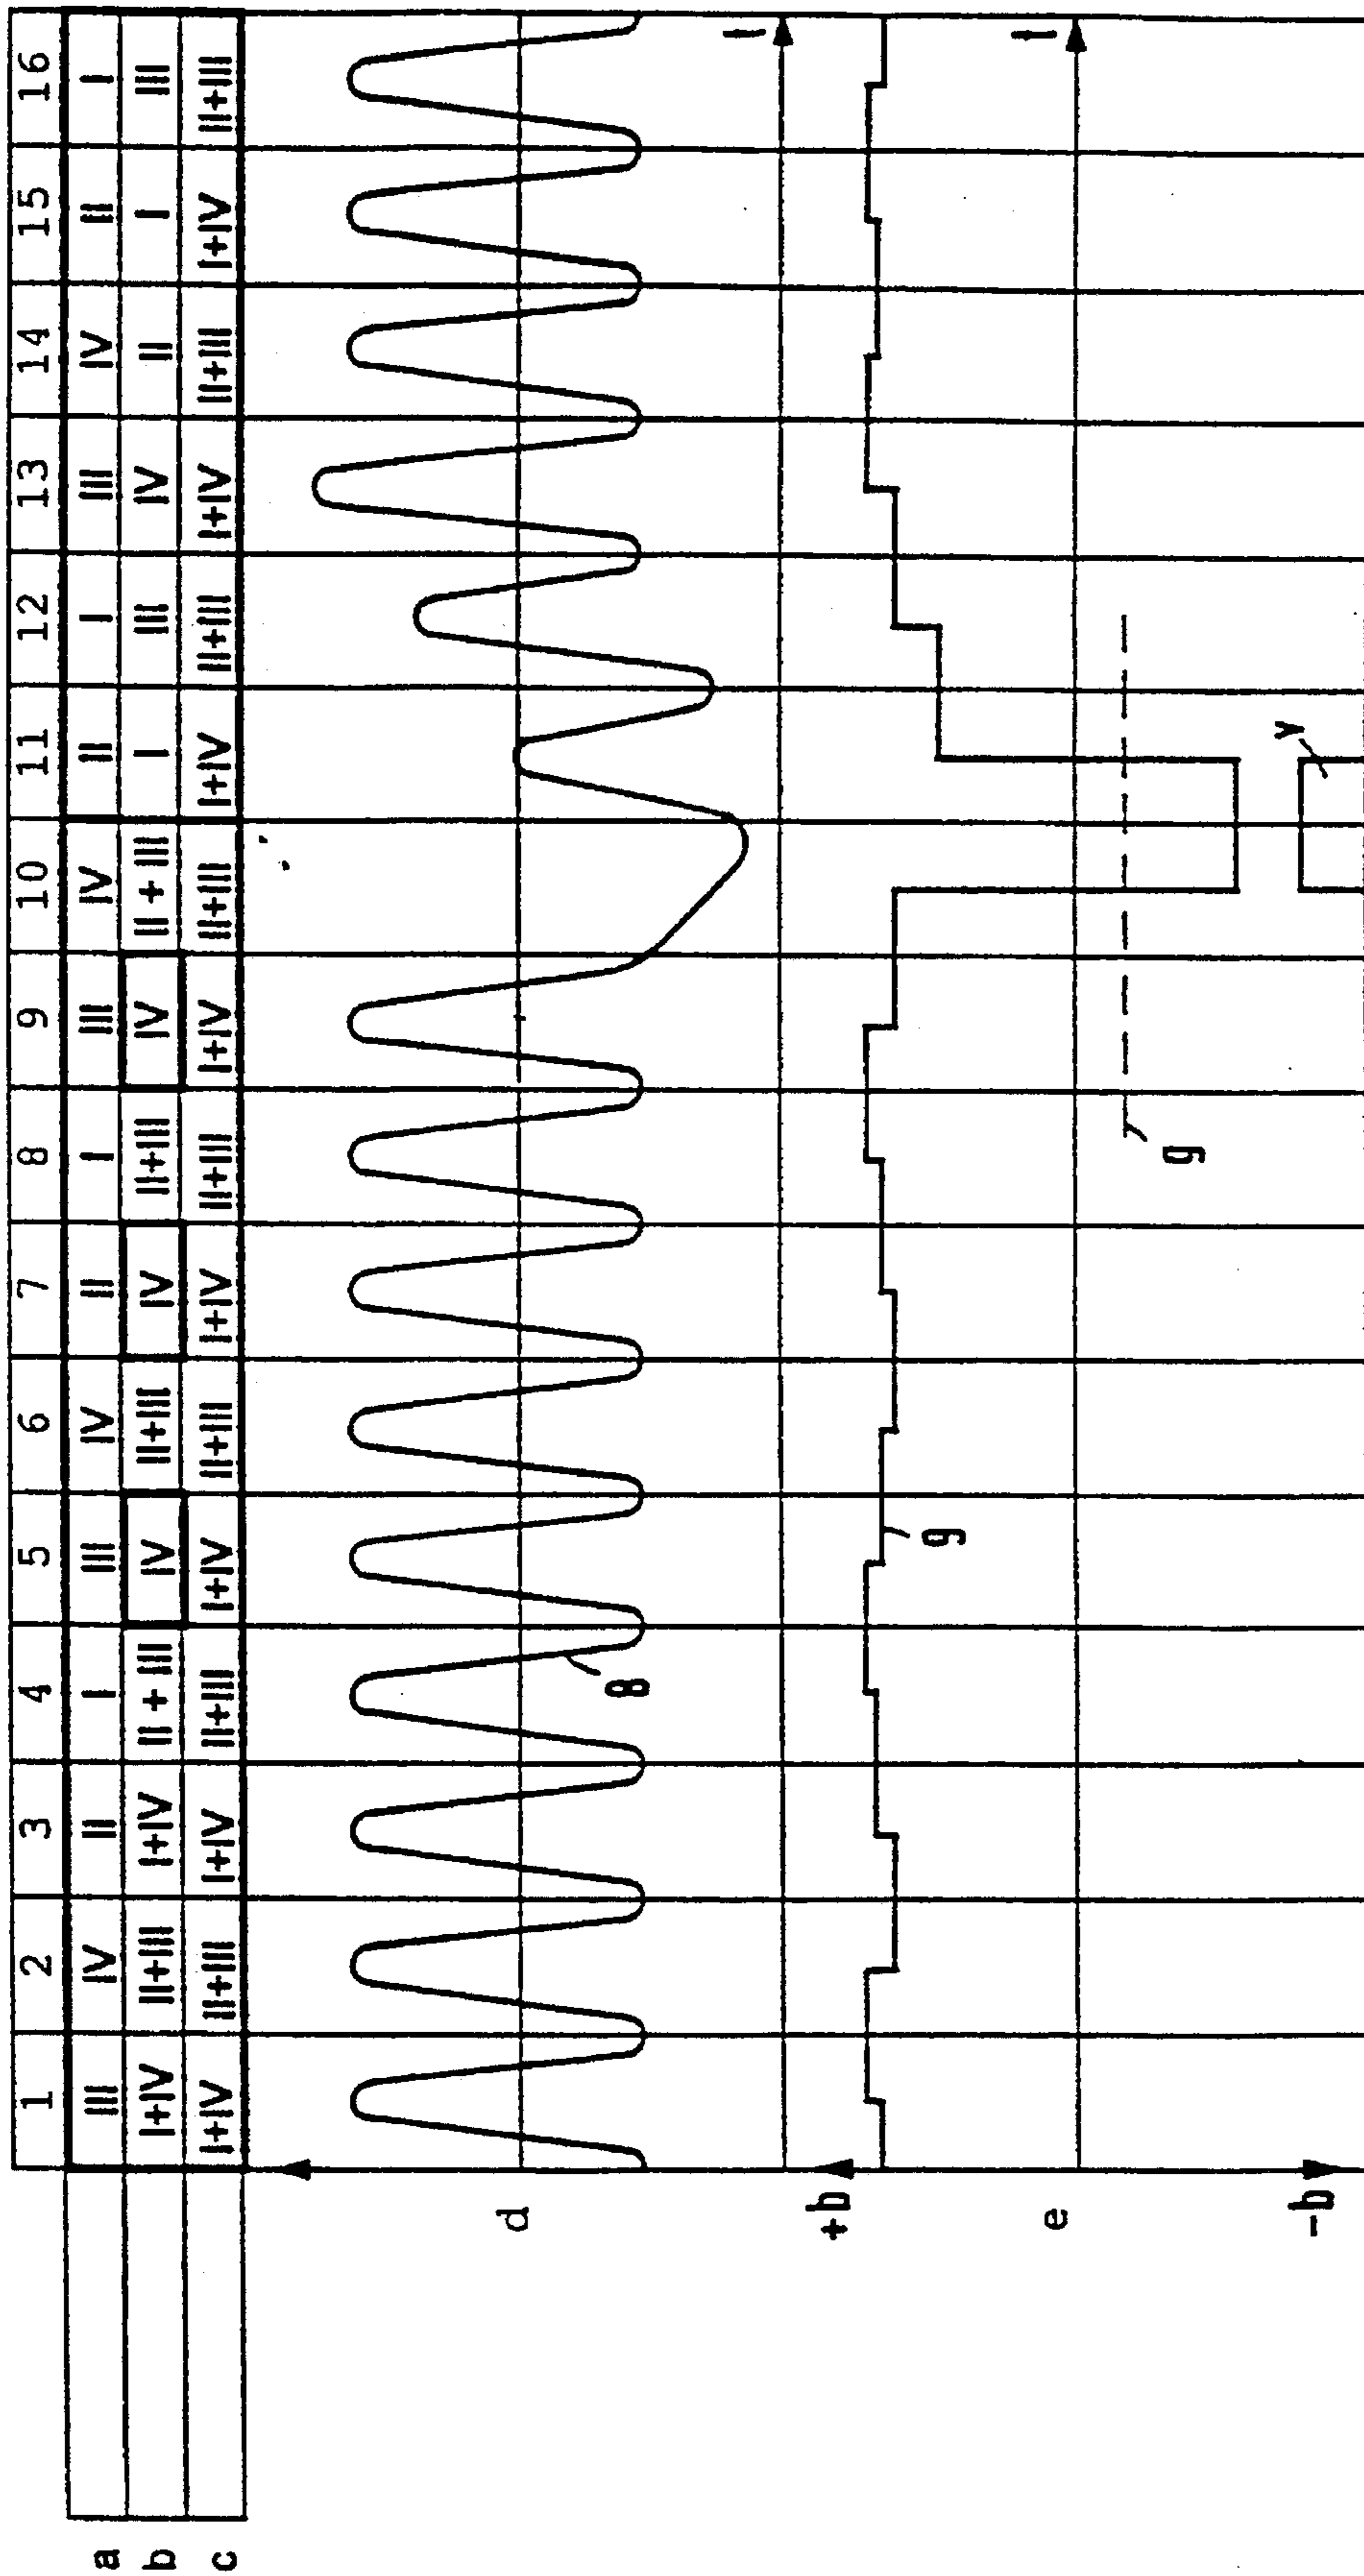 1 2 3 4 5 6 7 8 9 10 11 12 13 14 15 16
a III IV II I III IV II I III IV II I III IV II I
b I+IV II+III I+IV II + III IV II+III IV II+III IV II + III I III IV II I III
c I+IV II+III I+IV II+III I+IV II+III I+IV II+III I+IV II+III I+IV II+III I+IV II+III I+IV II+III
d
8
t
+b
9
e
t
g
v
-b